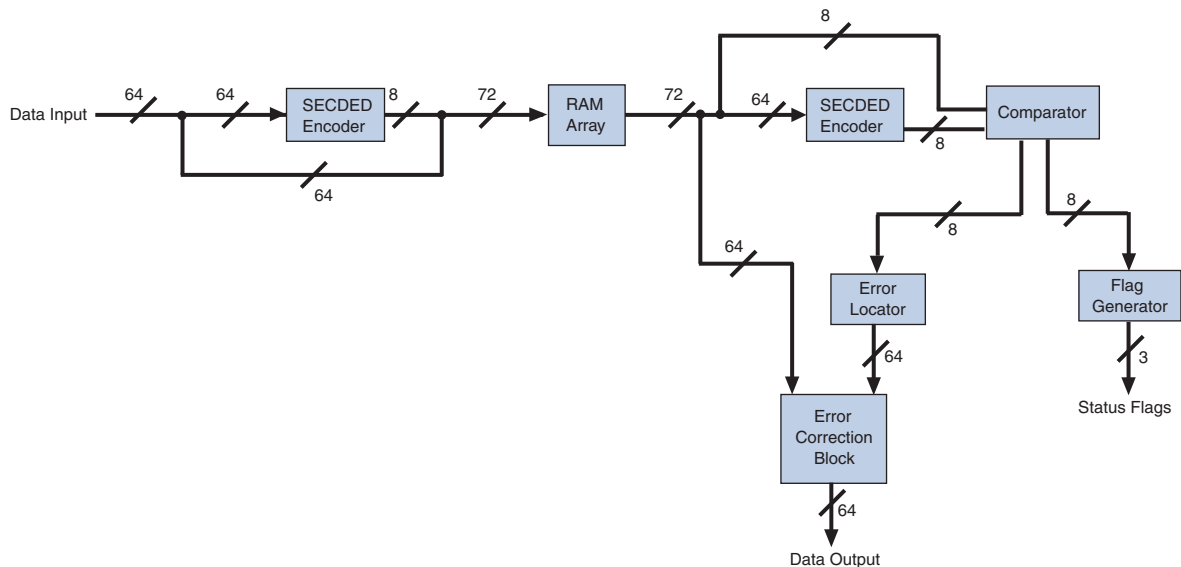 8
64
64
SECDED
Encoder
8
72
RAM
Array
72
64
SECDED
Encoder
8
Comparator
Data Input
64
8
8
64
Error
Locator
Flag
Generator
64
3
Status Flags
Error
Correction
Block
64
Data Output